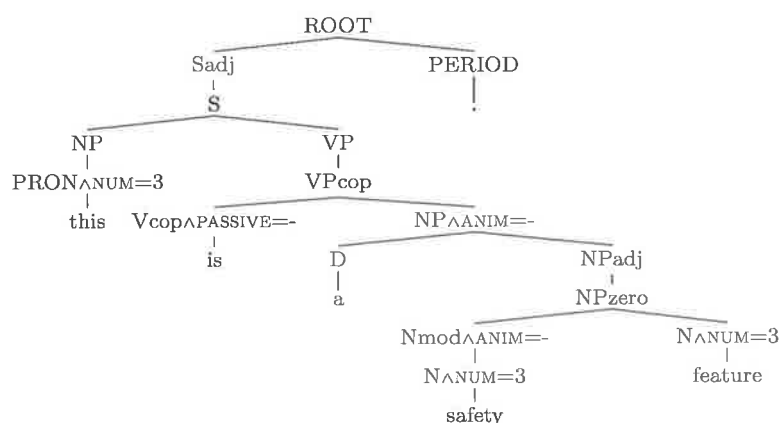 ROOT
Sadj PERIOD
S .
NP VP
PRON∧NUM=3 VPcop
this Vcop∧PASSIVE=- NP∧ANIM=-
is D NPadj
a NPzero
Nmod∧ANIM=- N∧NUM=3
N∧NUM=3 feature
safety